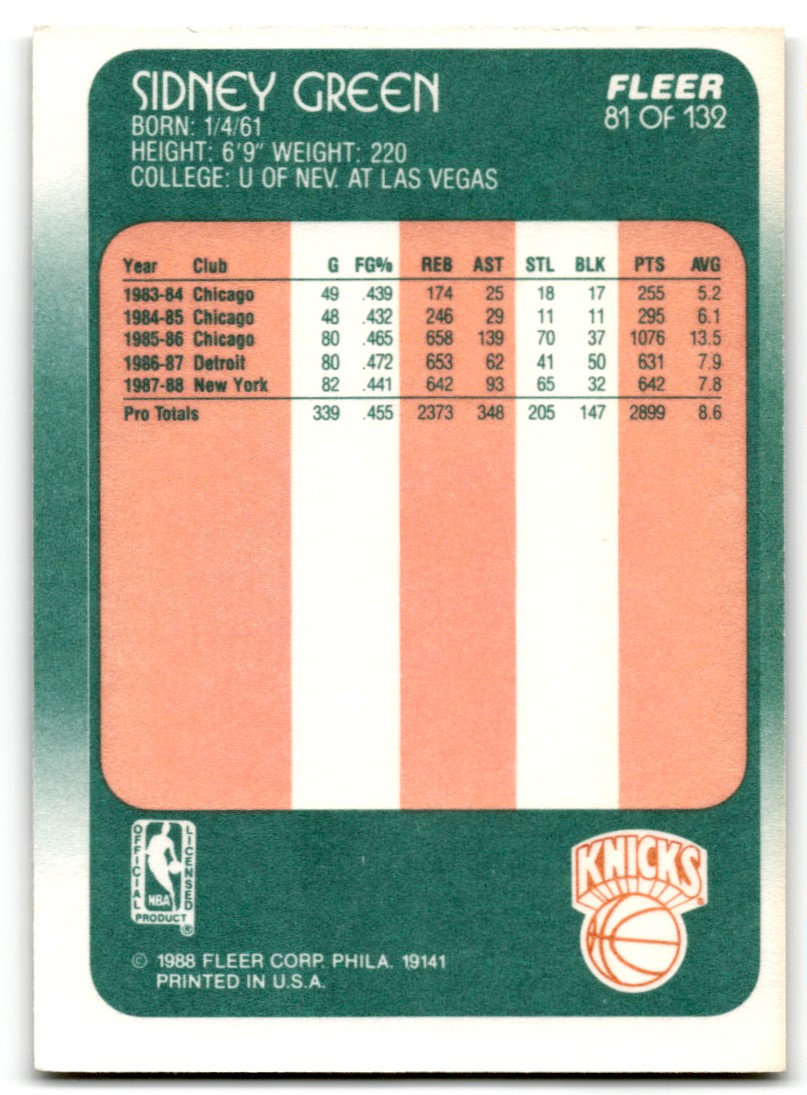 SIDNEY GREEN
FLEER
81 OF 132
BORN: 1/4/61
HEIGHT: 6'9" WEIGHT: 220
COLLEGE: U OF NEV. AT LAS VEGAS
Year Club G FG% REB AST STL BLK PTS AVG
1983-84 Chicago 49 .439 174 25 18 17 255 5.2
1984-85 Chicago 48 .432 246 29 11 11 295 6.1
1985-86 Chicago 80 .465 658 139 70 37 1076 13.5
1986-87 Detroit 80 .472 653 62 41 50 631 7.9
1987-88 New York 82 .441 642 93 65 32 642 7.8
Pro Totals 339 .455 2373 348 205 147 2899 8.6
OFFICIAL LICENSED
NBA
PRODUCT
®
KNICKS
®
© 1988 FLEER CORP. PHILA. 19141
PRINTED IN U.S.A.